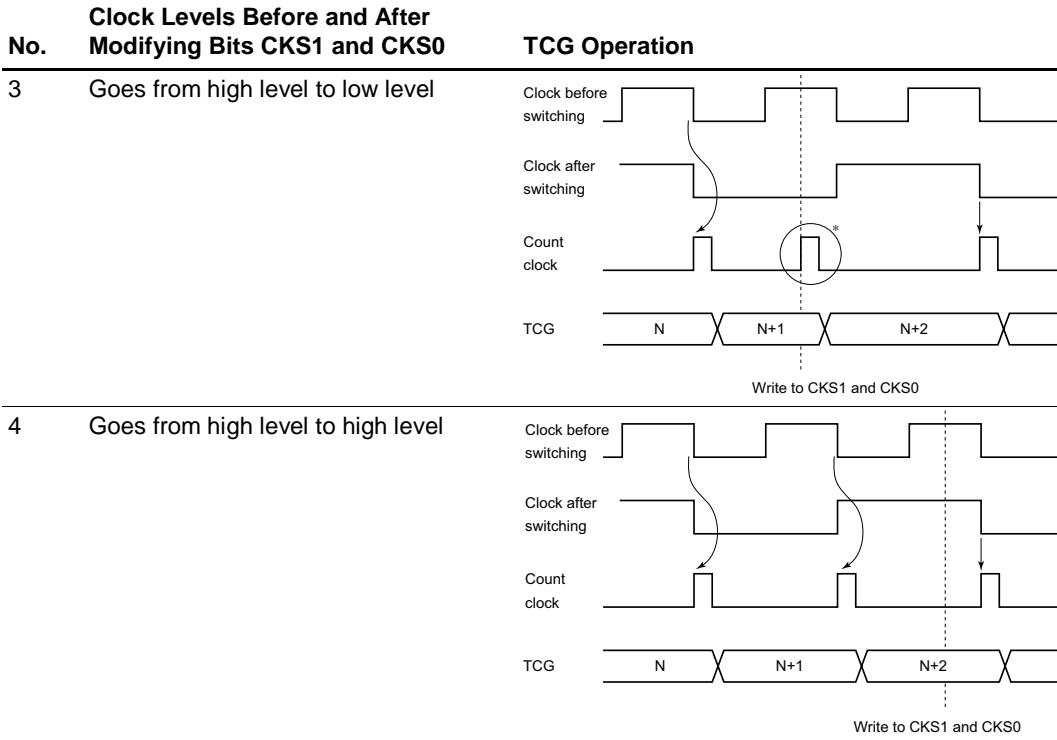 No.
Clock Levels Before and After
Modifying Bits CKS1 and CKS0
TCG Operation
3
Goes from high level to low level
Clock before
switching
Clock after
switching
Count
clock
*
TCG
N
N+1
N+2
Write to CKS1 and CKS0
4
Goes from high level to high level
Clock before
switching
Clock after
switching
Count
clock
TCG
N
N+1
N+2
Write to CKS1 and CKS0